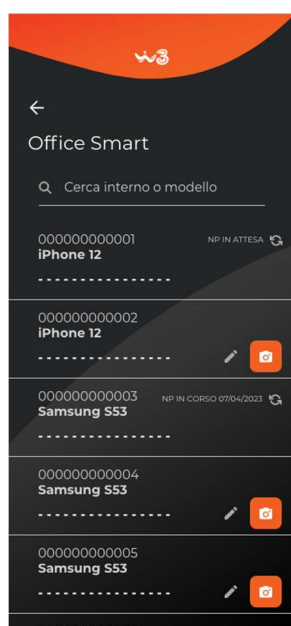 W3
Office Smart
Cerca interno o modello
000000000001 NP IN ATTESA
iPhone 12
----------------
000000000002
iPhone 12
----------------
000000000003 NP IN CORSO 07/04/2023
Samsung S53
----------------
000000000004
Samsung S53
----------------
000000000005
Samsung S53
----------------